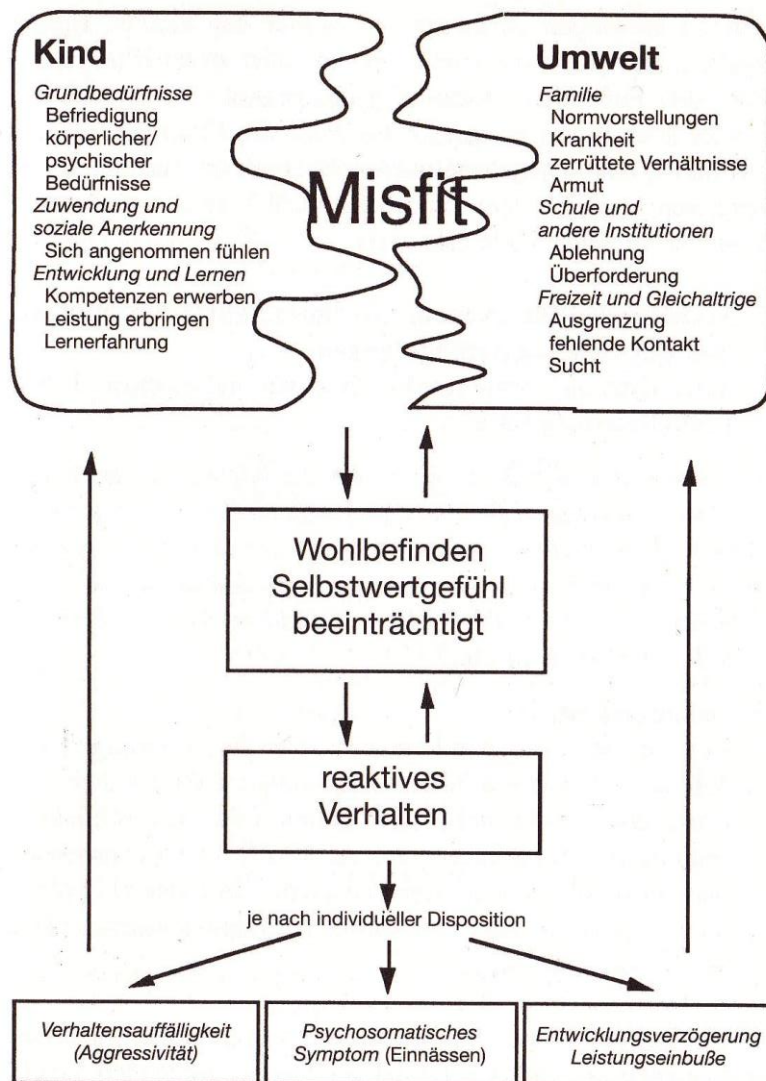 Kind
Grundbedürfnisse
Befriedigung
körperlicher/
psychischer
Bedürfnisse
Zuwendung und
soziale Anerkennung
Sich angenommen fühlen
Entwicklung und Lernen
Kompetenzen erwerben
Leistung erbringen
Lernerfahrung
Misfit
Umwelt
Familie
Normvorstellungen
Krankheit
zerrüttete Verhältnisse
Armut
Schule und
andere Institutionen
Ablehnung
Überforderung
Freizeit und Gleichaltrige
Ausgrenzung
fehlende Kontakt
Sucht
Wohlbefinden
Selbstwertgefühl
beeinträchtigt
reaktives
Verhalten
je nach individueller Disposition
Verhaltensauffälligkeit
(Aggressivität)
Psychosomatisches
Symptom (Einnässen)
Entwicklungsverzögerung
Leistungseinbuße